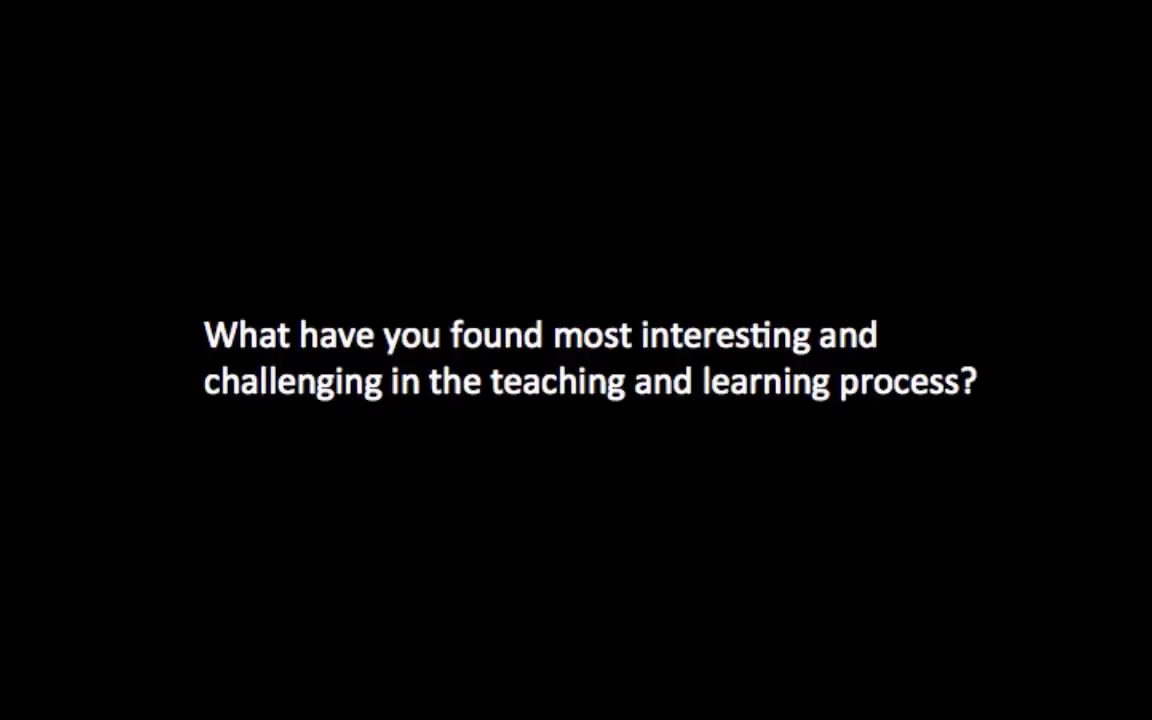 What have you found most interesting and
challenging in the teaching and learning process?